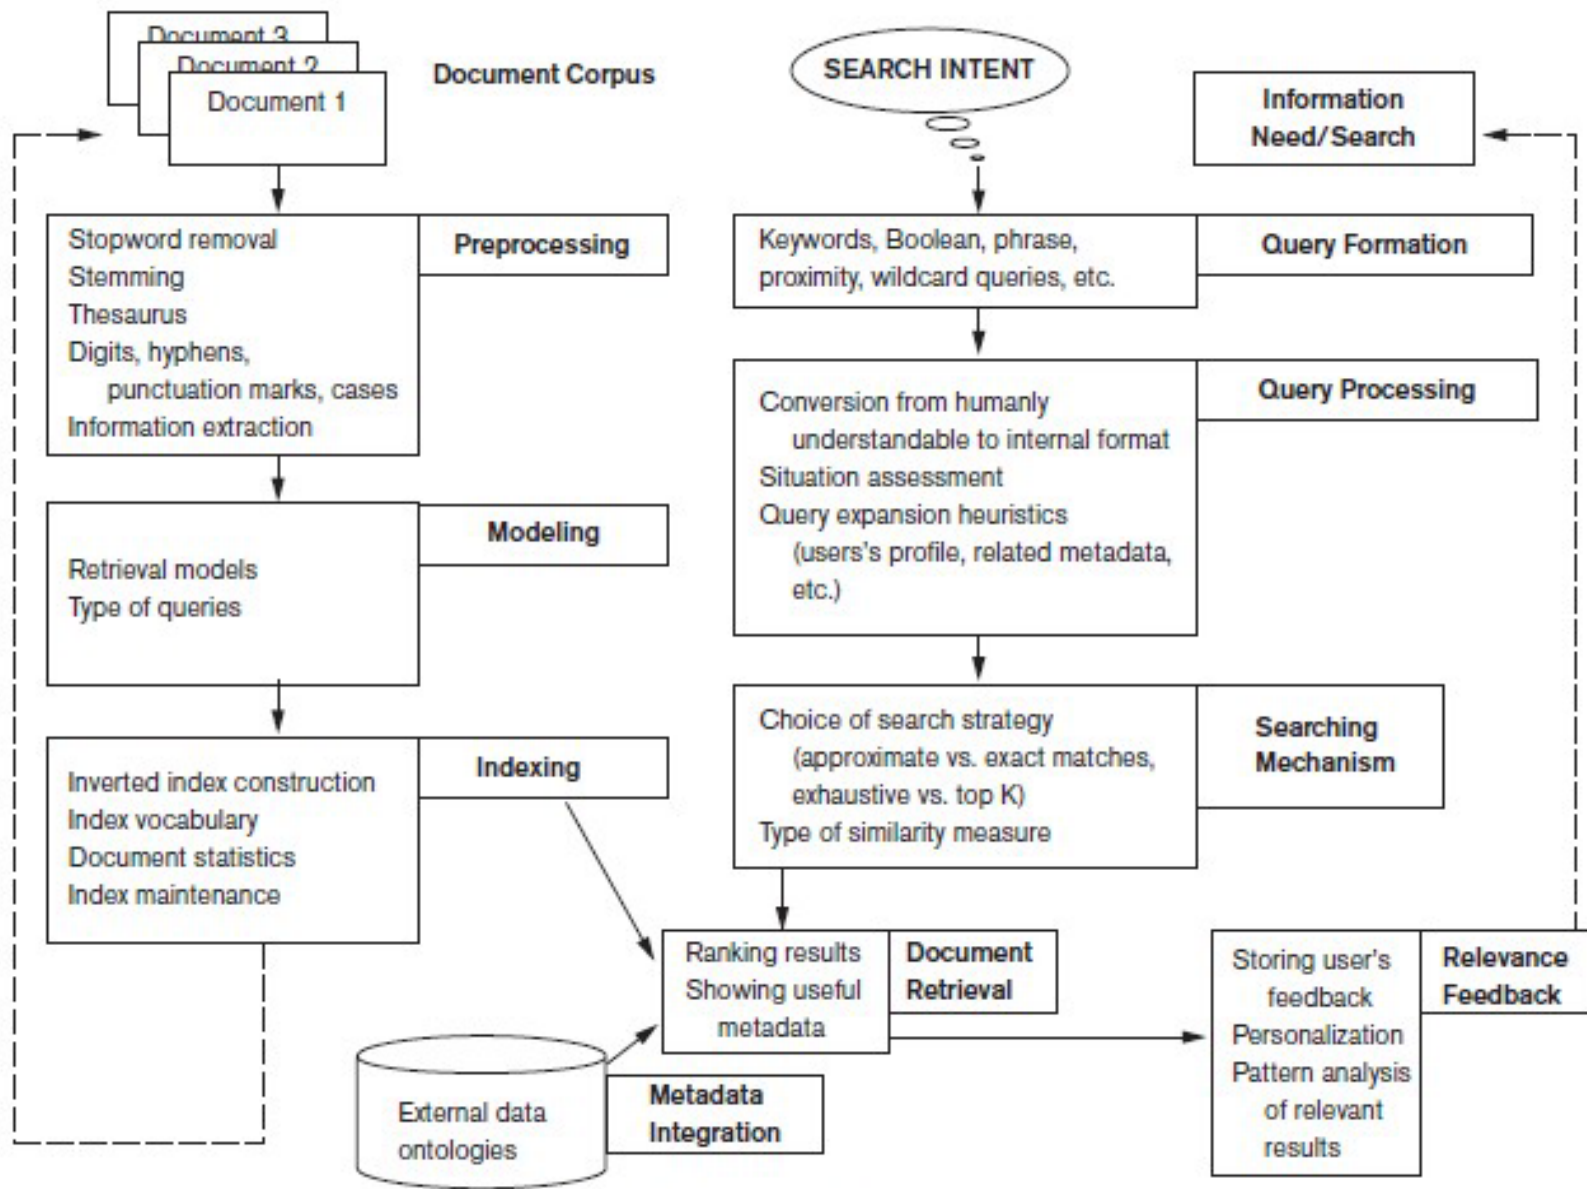 Document 3
Document 2
Document 1
Document Corpus
SEARCH INTENT
Information
Need/Search
Stopword removal
Stemming
Thesaurus
Digits, hyphens,
punctuation marks, cases
Information extraction
Preprocessing
Keywords, Boolean, phrase,
proximity, wildcard queries, etc.
Query Formation
Conversion from humanly
understandable to internal format
Situation assessment
Query expansion heuristics
(users's profile, related metadata,
etc.)
Query Processing
Retrieval models
Type of queries
Modeling
Choice of search strategy
(approximate vs. exact matches,
exhaustive vs. top K)
Type of similarity measure
Searching
Mechanism
Inverted index construction
Index vocabulary
Document statistics
Index maintenance
Indexing
Ranking results
Showing useful
metadata
Document
Retrieval
Storing user's
feedback
Personalization
Pattern analysis
of relevant
results
Relevance
Feedback
External data
ontologies
Metadata
Integration